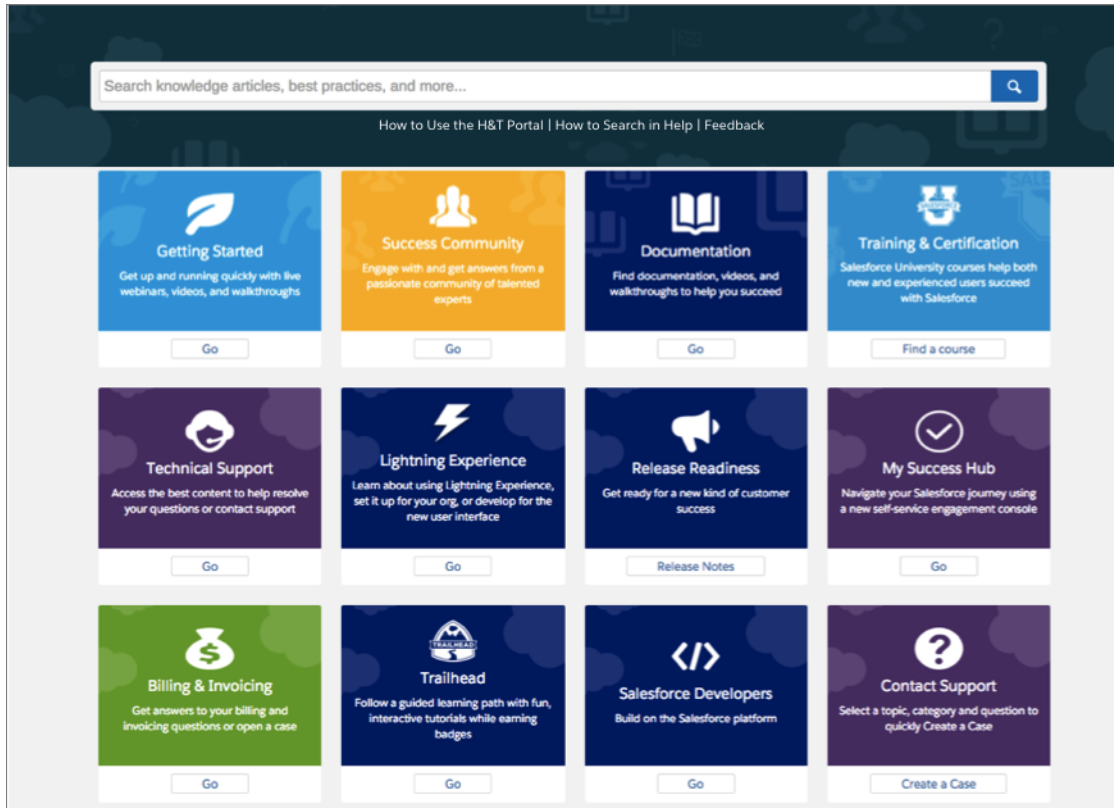 Search knowledge articles, best practices, and more...
How to Use the H&T Portal | How to Search in Help | Feedback
SALESFORCE
Getting Started
Get up and running quickly with live
webinars, videos, and walkthroughs
Go
Success Community
Engage with and get answers from a
passionate community of talented
experts
Go
Documentation
Find documentation, videos, and
walkthroughs to help you succeed
Go
Training & Certification
Salesforce University courses help both
new and experienced users succeed
with Salesforce
Find a course
Technical Support
Access the best content to help resolve
your questions or contact support
Go
Lightning Experience
Learn about using Lightning Experience,
set it up for your org, or develop for the
new user interface
Go
Release Readiness
Get ready for a new kind of customer
success
Release Notes
My Success Hub
Navigate your Salesforce journey using
a new self-service engagement console
Go
Billing & Invoicing
Get answers to your billing and
invoicing questions or open a case
Go
TRAILHEAD
Trailhead
Follow a guided learning path with fun,
interactive tutorials while earning
badges
Go
Salesforce Developers
Build on the Salesforce platform
Go
Contact Support
Select a topic, category and question to
quickly Create a Case
Create a Case